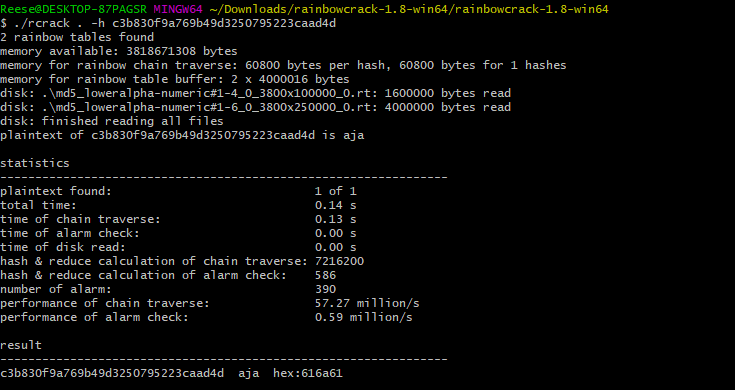 Reese@DESKTOP-87PAGSR MINGW64 ~/Downloads/rainbowcrack-1.8-win64/rainbowcrack-1.8-win64
$ ./rcrack . -h c3b830f9a769b49d3250795223caad4d
2 rainbow tables found
memory available: 3818671308 bytes
memory for rainbow chain traverse: 60800 bytes per hash, 60800 bytes for 1 hashes
memory for rainbow table buffer: 2 x 4000016 bytes
disk: .\md5_loweralpha-numeric#1-4_0_3800x100000_0.rt: 1600000 bytes read
disk: .\md5_loweralpha-numeric#1-6_0_3800x250000_0.rt: 4000000 bytes read
disk: finished reading all files
plaintext of c3b830f9a769b49d3250795223caad4d is aja

statistics
----------------------------------------------------------------
plaintext found:                             1 of 1
total time:                                  0.14 s
time of chain traverse:                      0.13 s
time of alarm check:                         0.00 s
time of disk read:                           0.00 s
hash & reduce calculation of chain traverse: 7216200
hash & reduce calculation of alarm check:    586
number of alarm:                             390
performance of chain traverse:               57.27 million/s
performance of alarm check:                  0.59 million/s

result
----------------------------------------------------------------
c3b830f9a769b49d3250795223caad4d  aja  hex:616a61